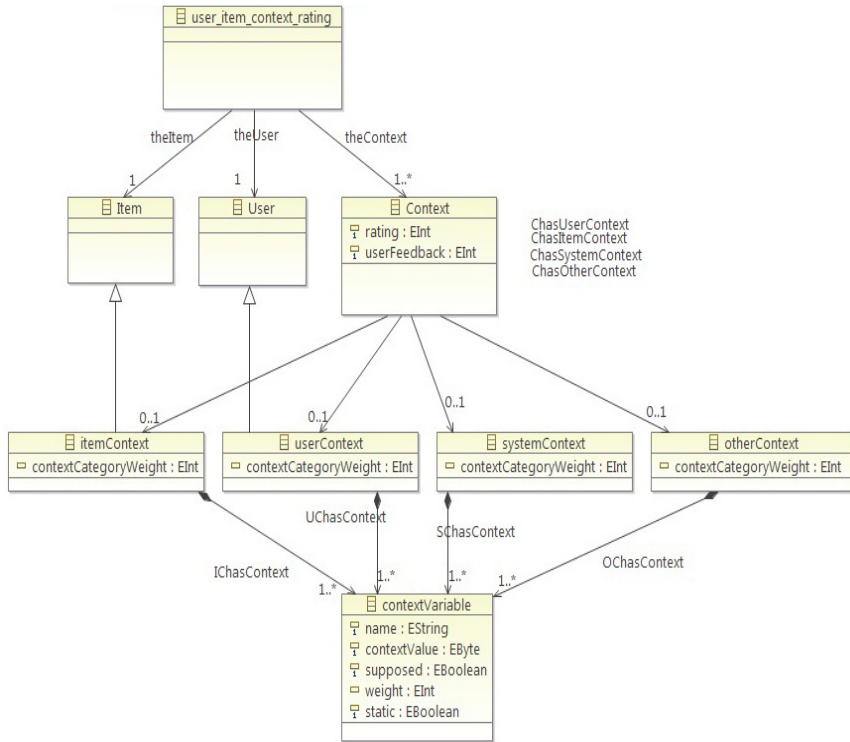 user_item_context_rating
theItem
theUser
theContext
1
1
1..*
Item
User
Context
rating : EInt
userFeedback : EInt
ChasUserContext
ChasItemContext
ChasSystemContext
ChasOtherContext
0..1
0..1
0..1
0..1
itemContext
contextCategoryWeight : EInt
userContext
contextCategoryWeight : EInt
systemContext
contextCategoryWeight : EInt
otherContext
contextCategoryWeight : EInt
UChasContext
SChasContext
IChasContext
OChasContext
1..*
1..*
1..*
1..*
contextVariable
name : EString
contextValue : EByte
supposed : EBoolean
weight : EInt
static : EBoolean